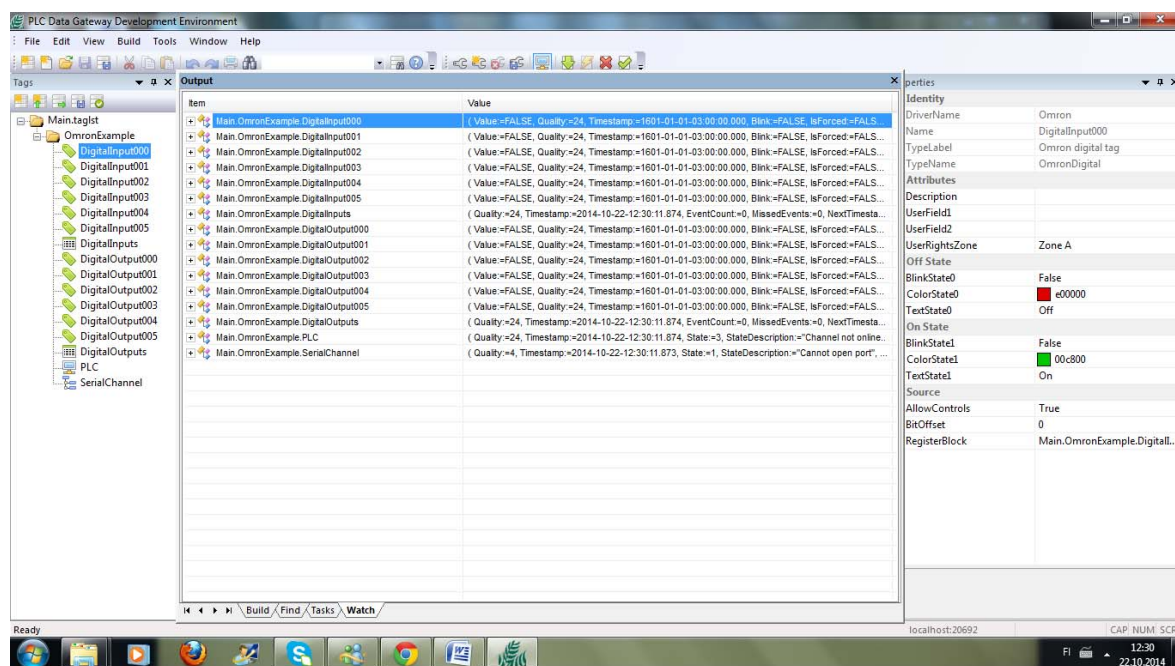 PLC Data Gateway Development Environment
File Edit View Build Tools Window Help
Tags
Main.taglst
OmronExample
DigitalInput000
DigitalInput001
DigitalInput002
DigitalInput003
DigitalInput004
DigitalInput005
DigitalInputs
DigitalOutput000
DigitalOutput001
DigitalOutput002
DigitalOutput003
DigitalOutput004
DigitalOutput005
DigitalOutputs
PLC
SerialChannel
Output
Item Value
Main.OmronExample.DigitalInput000 ( Value:=FALSE, Quality:=24, Timestamp:=1601-01-01-03:00:00.000, Blink:=FALSE, IsForced:=FALS...
Main.OmronExample.DigitalInput001 ( Value:=FALSE, Quality:=24, Timestamp:=1601-01-01-03:00:00.000, Blink:=FALSE, IsForced:=FALS...
Main.OmronExample.DigitalInput002 ( Value:=FALSE, Quality:=24, Timestamp:=1601-01-01-03:00:00.000, Blink:=FALSE, IsForced:=FALS...
Main.OmronExample.DigitalInput003 ( Value:=FALSE, Quality:=24, Timestamp:=1601-01-01-03:00:00.000, Blink:=FALSE, IsForced:=FALS...
Main.OmronExample.DigitalInput004 ( Value:=FALSE, Quality:=24, Timestamp:=1601-01-01-03:00:00.000, Blink:=FALSE, IsForced:=FALS...
Main.OmronExample.DigitalInput005 ( Value:=FALSE, Quality:=24, Timestamp:=1601-01-01-03:00:00.000, Blink:=FALSE, IsForced:=FALS...
Main.OmronExample.DigitalInputs ( Quality:=24, Timestamp:=2014-10-22-12:30:11.874, EventCount:=0, MissedEvents:=0, NextTimesta...
Main.OmronExample.DigitalOutput000 ( Value:=FALSE, Quality:=24, Timestamp:=1601-01-01-03:00:00.000, Blink:=FALSE, IsForced:=FALS...
Main.OmronExample.DigitalOutput001 ( Value:=FALSE, Quality:=24, Timestamp:=1601-01-01-03:00:00.000, Blink:=FALSE, IsForced:=FALS...
Main.OmronExample.DigitalOutput002 ( Value:=FALSE, Quality:=24, Timestamp:=1601-01-01-03:00:00.000, Blink:=FALSE, IsForced:=FALS...
Main.OmronExample.DigitalOutput003 ( Value:=FALSE, Quality:=24, Timestamp:=1601-01-01-03:00:00.000, Blink:=FALSE, IsForced:=FALS...
Main.OmronExample.DigitalOutput004 ( Value:=FALSE, Quality:=24, Timestamp:=1601-01-01-03:00:00.000, Blink:=FALSE, IsForced:=FALS...
Main.OmronExample.DigitalOutput005 ( Value:=FALSE, Quality:=24, Timestamp:=1601-01-01-03:00:00.000, Blink:=FALSE, IsForced:=FALS...
Main.OmronExample.DigitalOutputs ( Quality:=24, Timestamp:=2014-10-22-12:30:11.874, EventCount:=0, MissedEvents:=0, NextTimesta...
Main.OmronExample.PLC ( Quality:=24, Timestamp:=2014-10-22-12:30:11.874, State:=3, StateDescription:="Channel not online..
Main.OmronExample.SerialChannel ( Quality:=4, Timestamp:=2014-10-22-12:30:11.873, State:=1, StateDescription:="Cannot open port", ...
Build Find Tasks Watch
perties
Identity
DriverName Omron
Name DigitalInput000
TypeLabel Omron digital tag
TypeName OmronDigital
Attributes
Description
UserField1
UserField2
UserRightsZone Zone A
Off State
BlinkState0 False
ColorState0 e00000
TextState0 Off
On State
BlinkState1 False
ColorState1 00c800
TextState1 On
Source
AllowControls True
BitOffset 0
RegisterBlock Main.OmronExample.DigitalI..
Ready localhost:20692 CAP NUM SCR
FI 12:30
22.10.2014